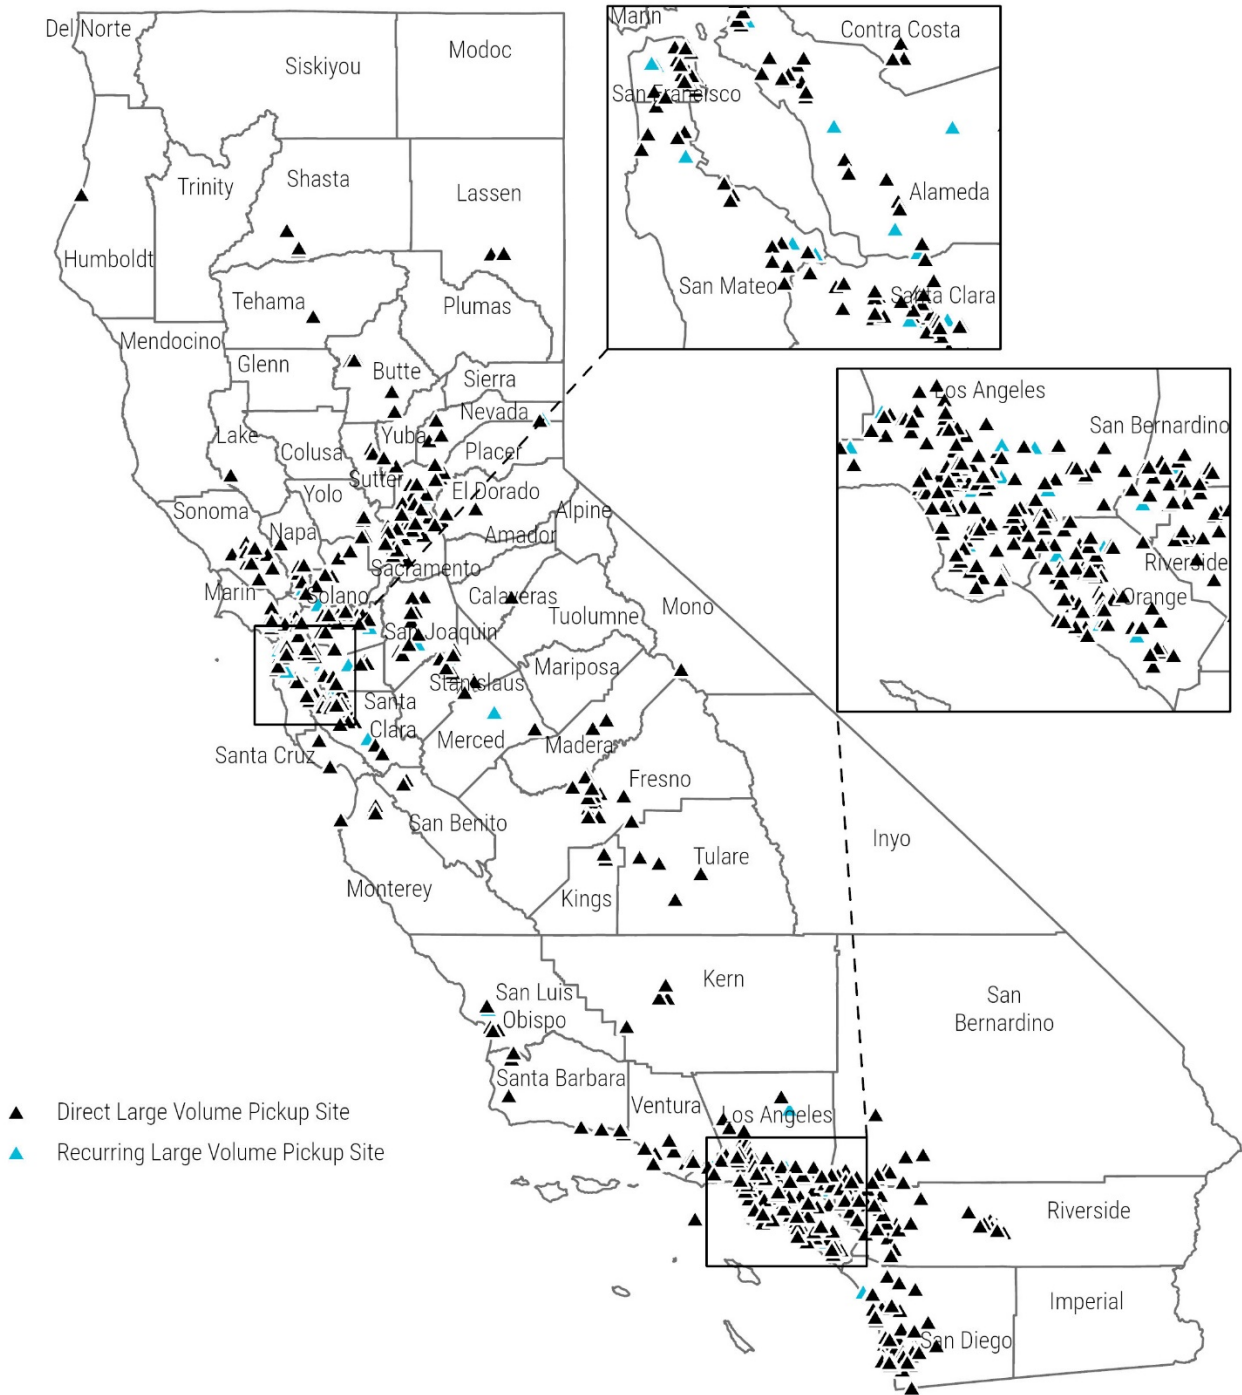 Del Norte
Siskiyou
Modoc
Marin
Contra Costa
San Francisco
Alameda
San Mateo
Santa Clara
Trinity
Shasta
Lassen
Humboldt
Tehama
Plumas
Mendocino
Glenn
Butte
Sierra
Nevada
Lake
Colusa
Yuba
Placer
Sutter
Yolo
El Dorado
Sonoma
Napa
Alpine
Amador
Sacramento
Marin
Solano
Calaveras
Tuolumne
Mono
San Joaquin
Mariposa
Stanislaus
Santa
Clara
Merced
Madera
Santa Cruz
Fresno
San Benito
Inyo
Tulare
Monterey
Kings
Los Angeles
San Bernardino
Riverside
Orange
Kern
San Luis
Obispo
San
Bernardino
Santa Barbara
Ventura
Los Angeles
Direct Large Volume Pickup Site
Recurring Large Volume Pickup Site
Riverside
Imperial
San Diego